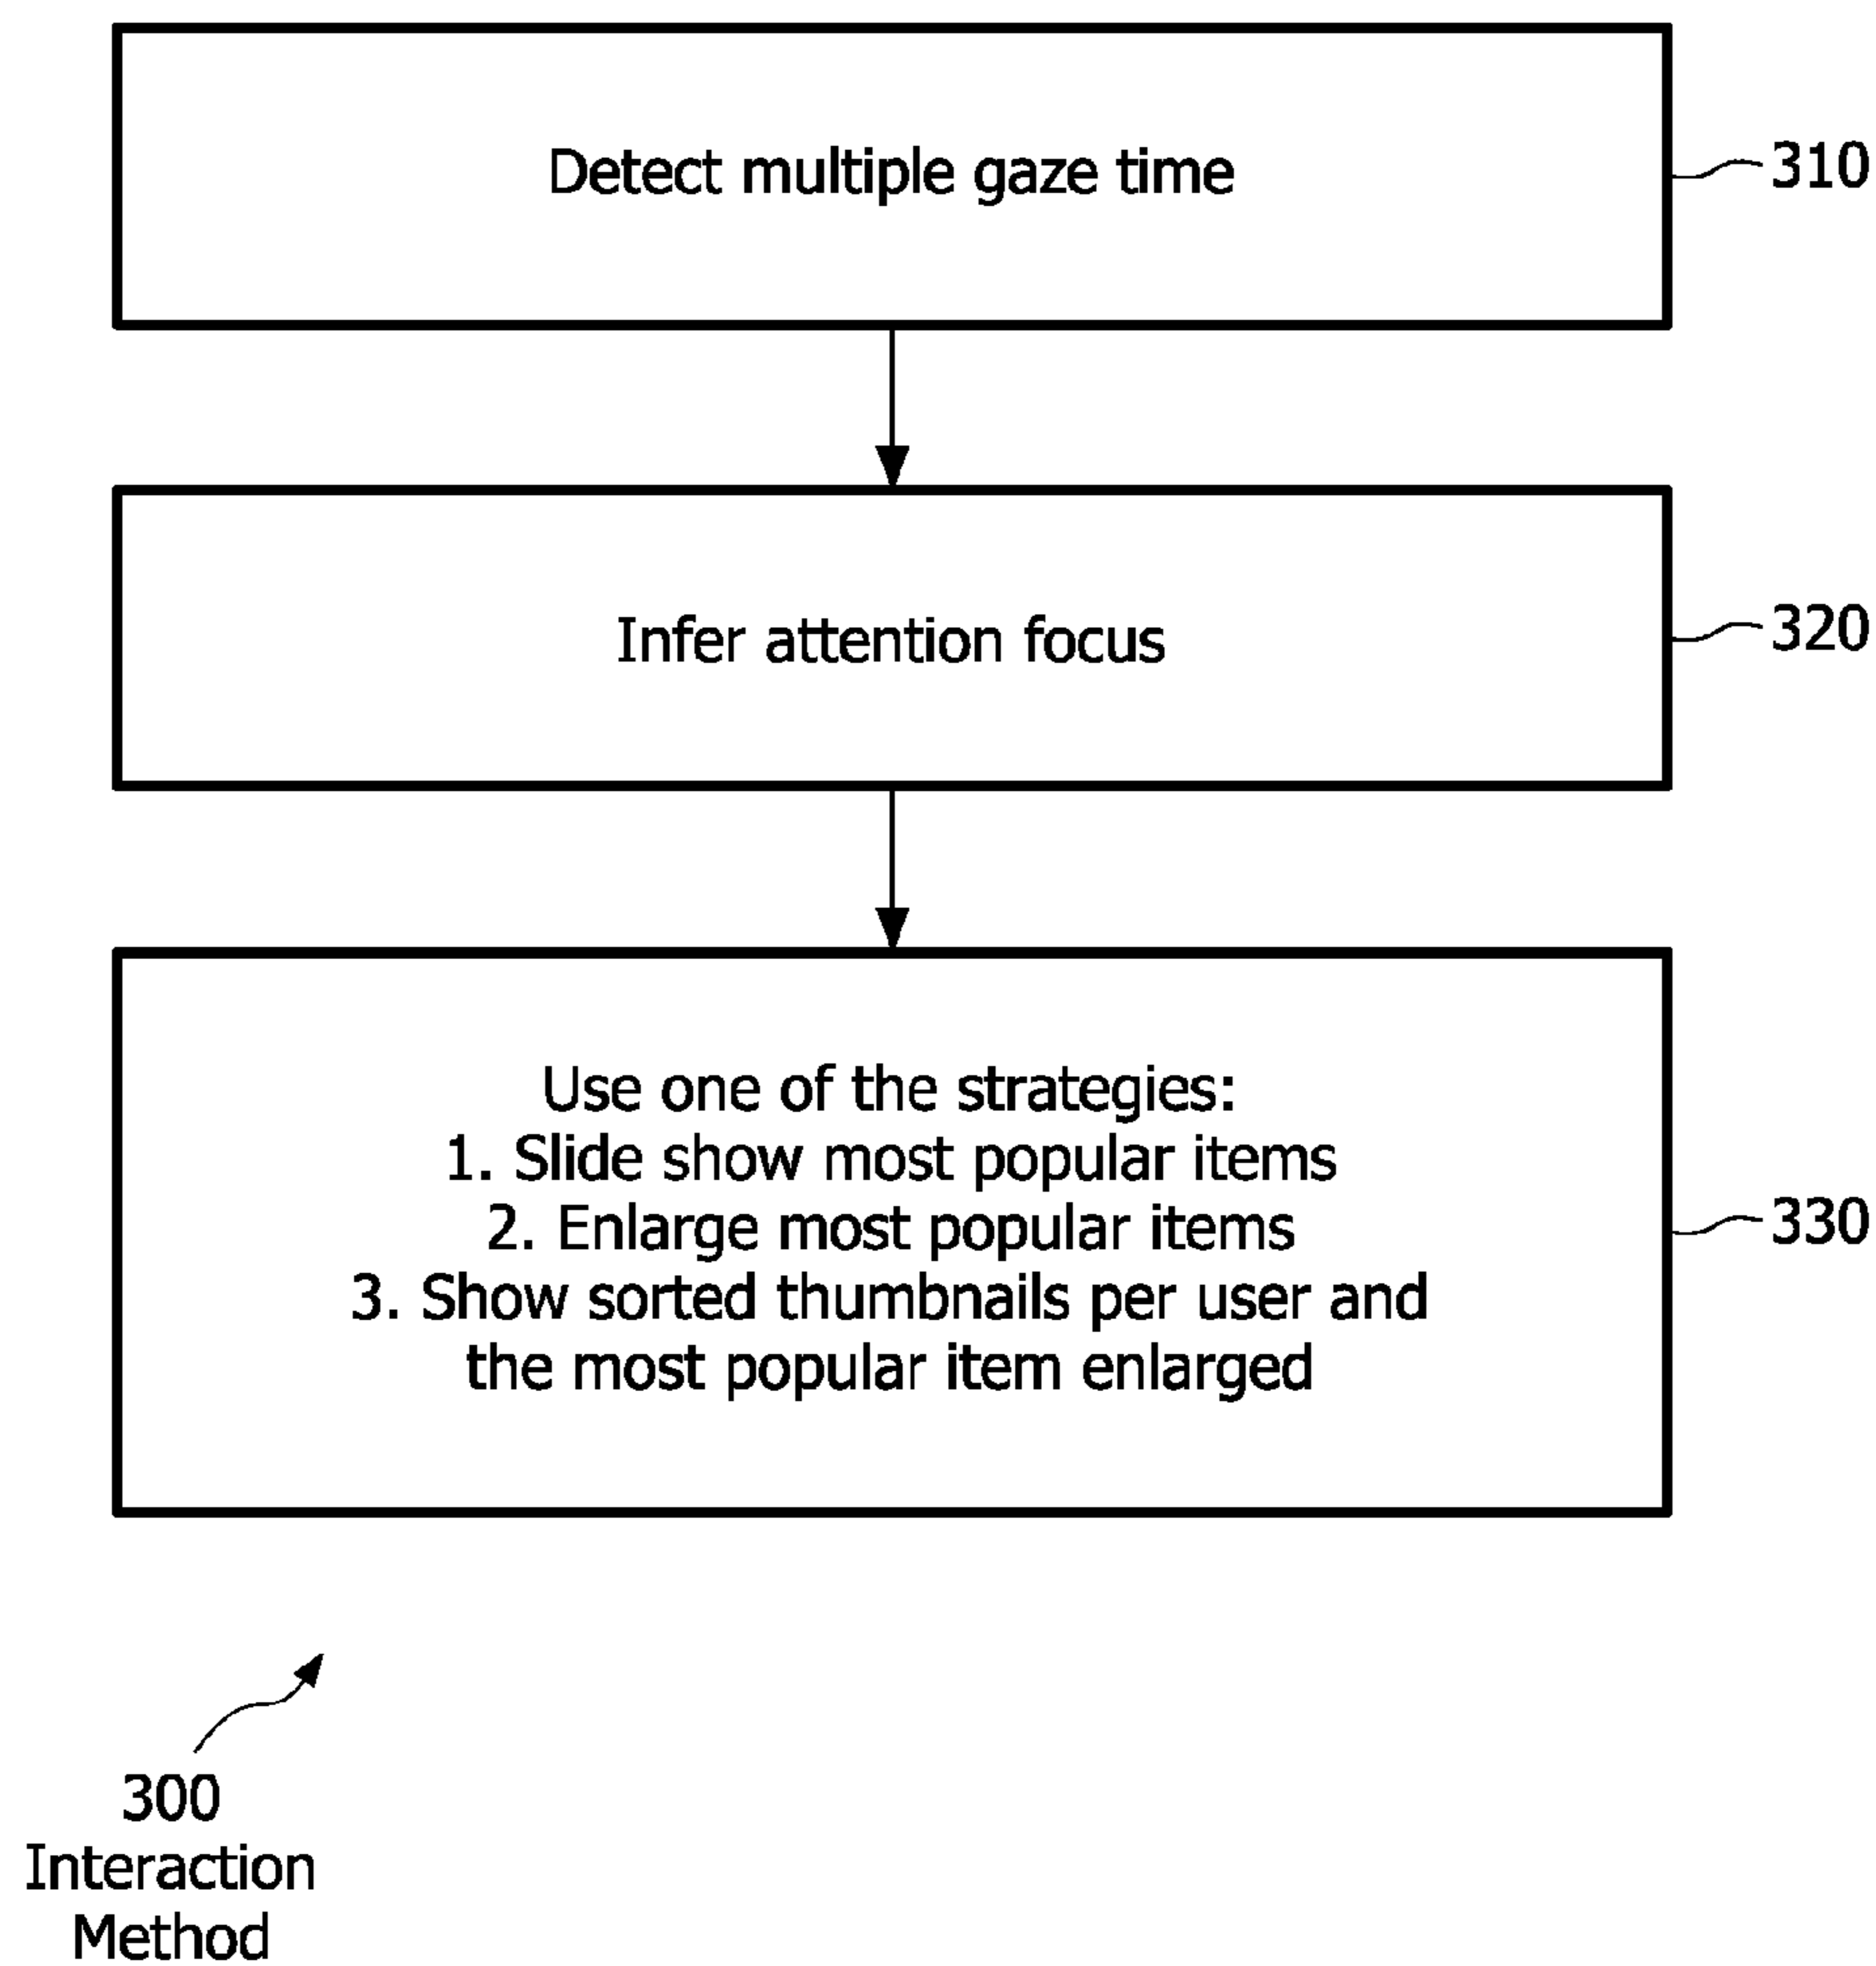 Detect multiple gaze time
310
Infer attention focus
320
Use one of the strategies:
1. Slide show most popular items
2. Enlarge most popular items
3. Show sorted thumbnails per user and
the most popular item enlarged
330
300
Interaction
Method